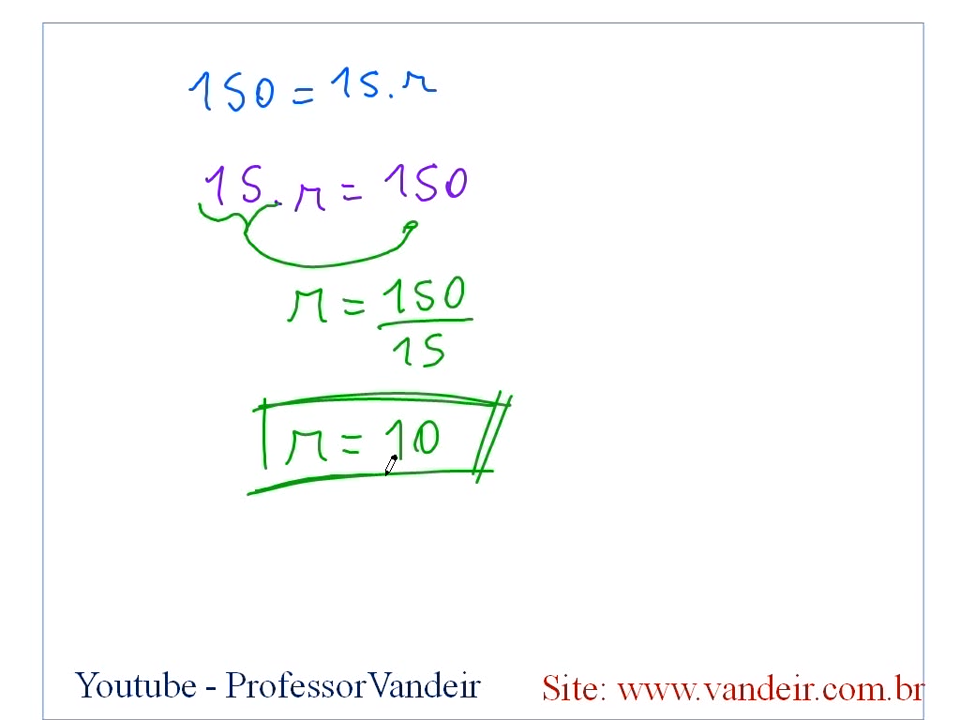 150 = 15.r
15.r = 150
r = 150/15
r = 10
Youtube - ProfessorVandeir
Site: www.vandeir.com.br